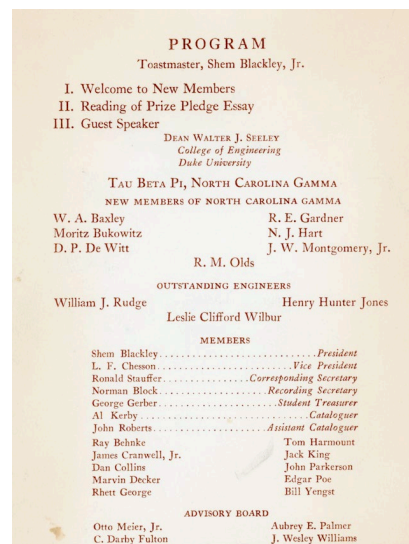 PROGRAM
Toastmaster, Shem Blackley, Jr.
I. Welcome to New Members
II. Reading of Prize Pledge Essay
III. Guest Speaker
DEAN WALTER J. SEELEY
College of Engineering
Duke University
TAU BETA PI, NORTH CAROLINA GAMMA
NEW MEMBERS OF NORTH CAROLINA GAMMA
W. A. Baxley R. E. Gardner
Moritz Bukowitz N. J. Hart
D. P. De Witt J. W. Montgomery, Jr.
R. M. Olds
OUTSTANDING ENGINEERS
William J. Rudge Henry Hunter Jones
Leslie Clifford Wilbur
MEMBERS
Shem Blackley............................President
L. F. Chesson........................Vice President
Ronald Stauffer................Corresponding Secretary
Norman Block....................Recording Secretary
George Gerber......................Student Treasurer
Al Kerby............................Cataloguer
John Roberts......................Assistant Cataloguer
Ray Behnke Tom Harmount
James Cranwell, Jr. Jack King
Dan Collins John Parkerson
Marvin Decker Edgar Poe
Rhett George Bill Yengst
ADVISORY BOARD
Otto Meier, Jr. Aubrey E. Palmer
C. Darby Fulton J. Wesley Williams